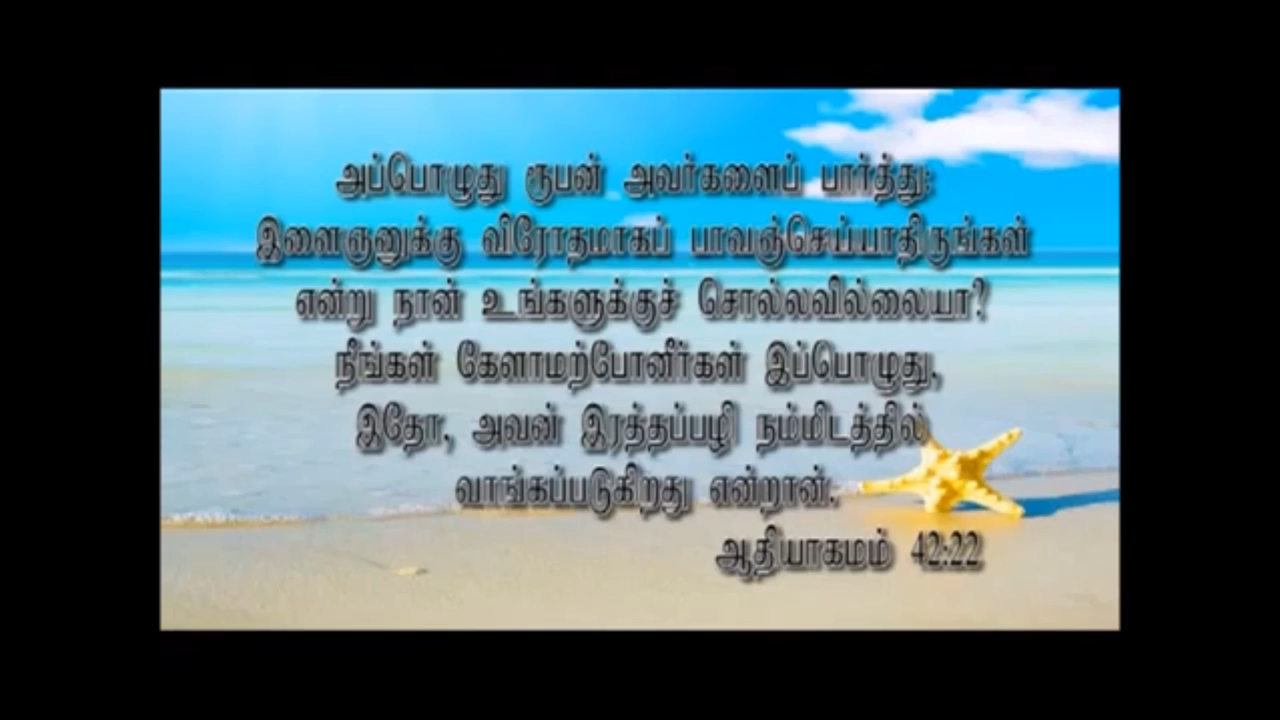 அப்பொழுது ரூபன் அவர்களைப் பார்த்து:
இளைஞனுக்கு விரோதமாகப் பாவஞ்செய்யாதிருங்கள்
என்று நான் உங்களுக்குச் சொல்லவில்லையா?
நீங்கள் கேளாமற்போனீர்கள் இப்பொழுது,
இதோ, அவன் இரத்தப்பழி நம்மிடத்தில்
வாங்கப்படுகிறது என்றான்.
ஆதியாகமம் 42:22